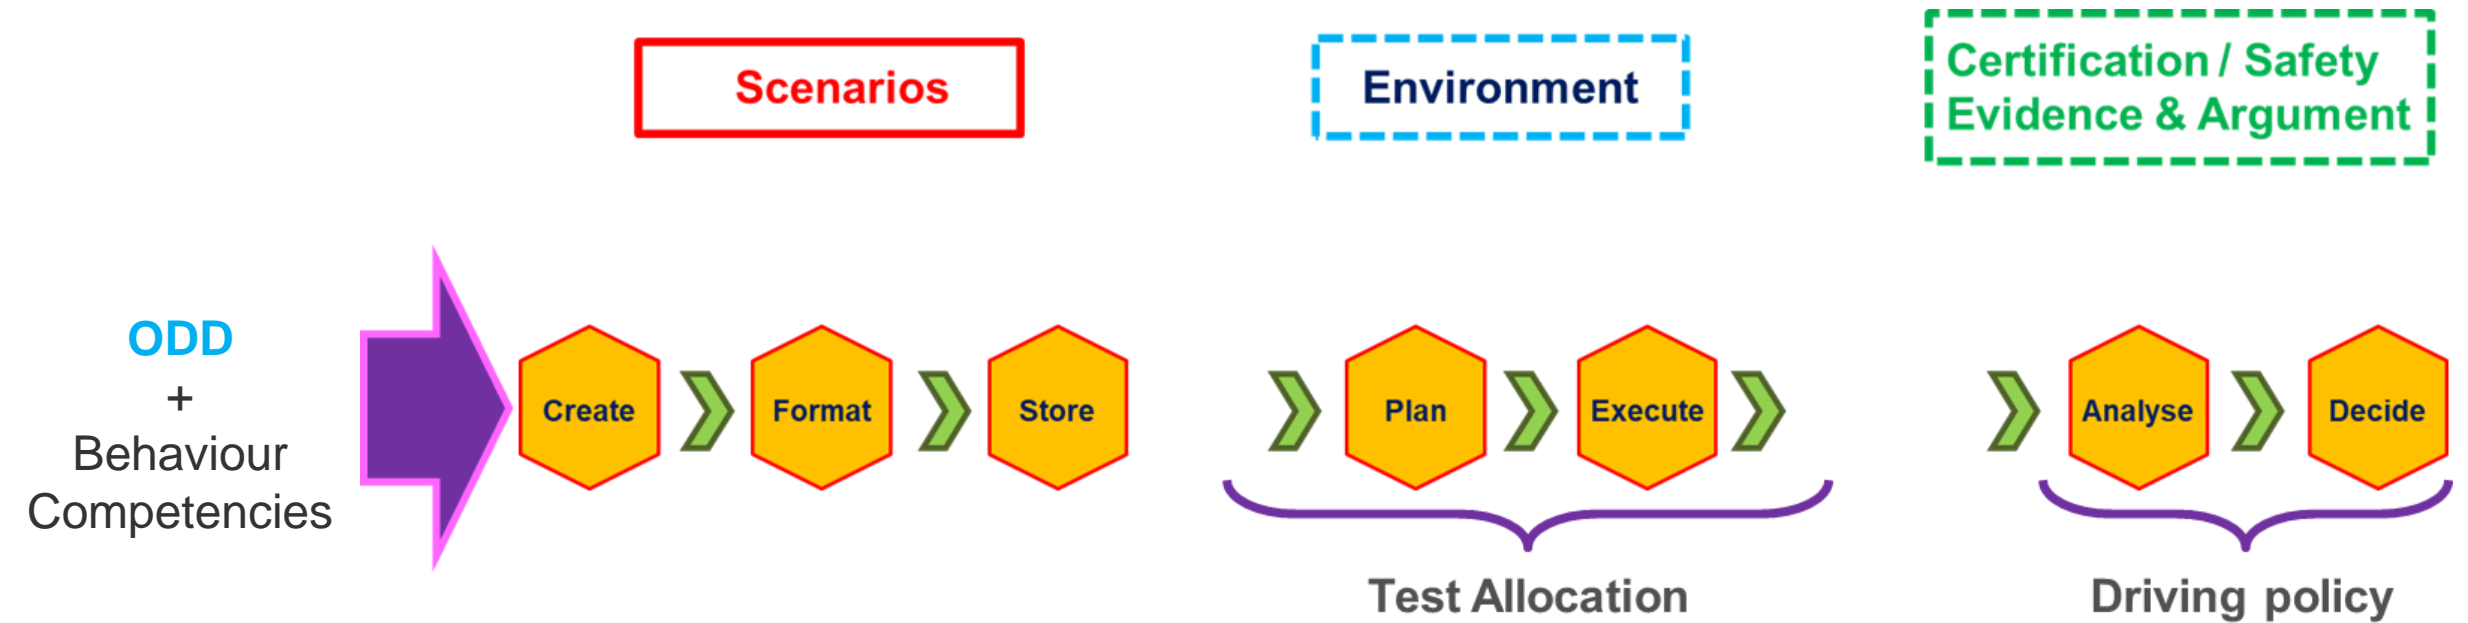 Scenarios
Environment
Certification / Safety
Evidence & Argument
ODD
+
Behaviour
Competencies
Create
Format
Store
Plan
Execute
Analyse
Decide
Test Allocation
Driving policy